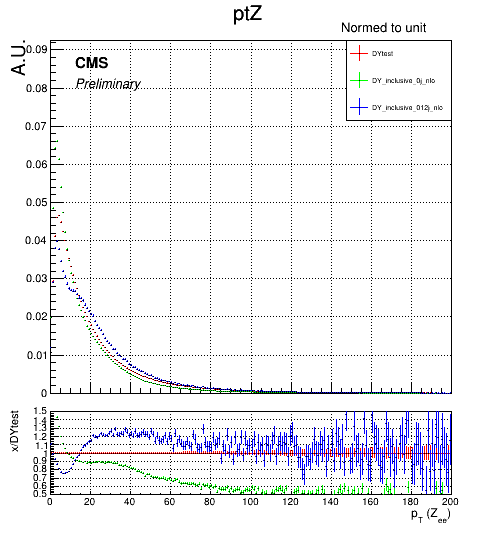 ptZ
Normed to unit
A.U.
CMS
Preliminary
DYtest
DY_inclusive_0j_nlo
DY_inclusive_012j_nlo
0.09
0.08
0.07
0.06
0.05
0.04
0.03
0.02
0.01
0
x/DYtest
1.5
1.4
1.3
1.2
1.1
1
0.9
0.8
0.7
0.6
0.5
0 20 40 60 80 100 120 140 160 180 200
p_T (Z_ee)